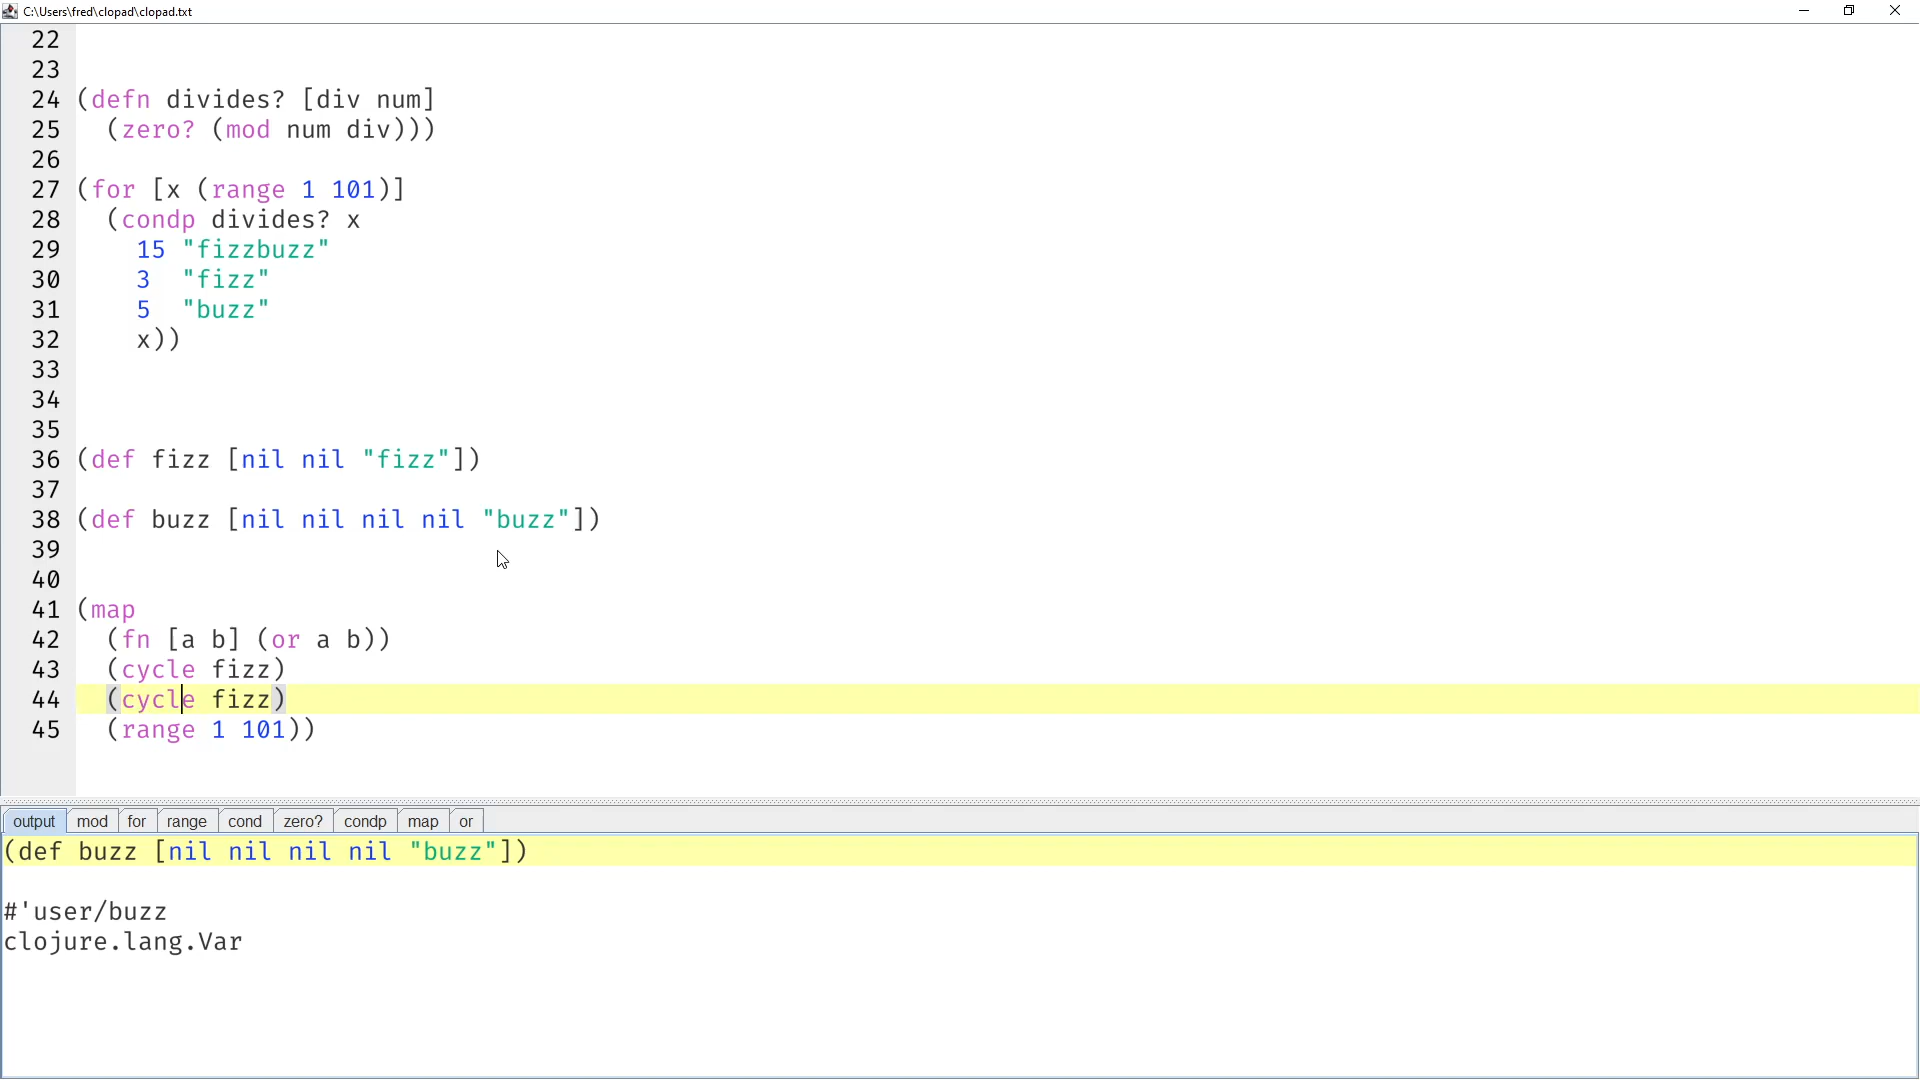 C:\Users\fred\clopad\clopad.txt
22
23
24 (defn divides? [div num]
25   (zero? (mod num div)))
26
27 (for [x (range 1 101)]
28   (condp divides? x
29     15 "fizzbuzz"
30     3  "fizz"
31     5  "buzz"
32     x))
33
34
35
36 (def fizz [nil nil "fizz"])
37
38 (def buzz [nil nil nil nil "buzz"])
39
40
41 (map
42   (fn [a b] (or a b))
43   (cycle fizz)
44   (cycle fizz)
45   (range 1 101))
output mod for range cond zero? condp map or
(def buzz [nil nil nil nil "buzz"])
#'user/buzz
clojure.lang.Var